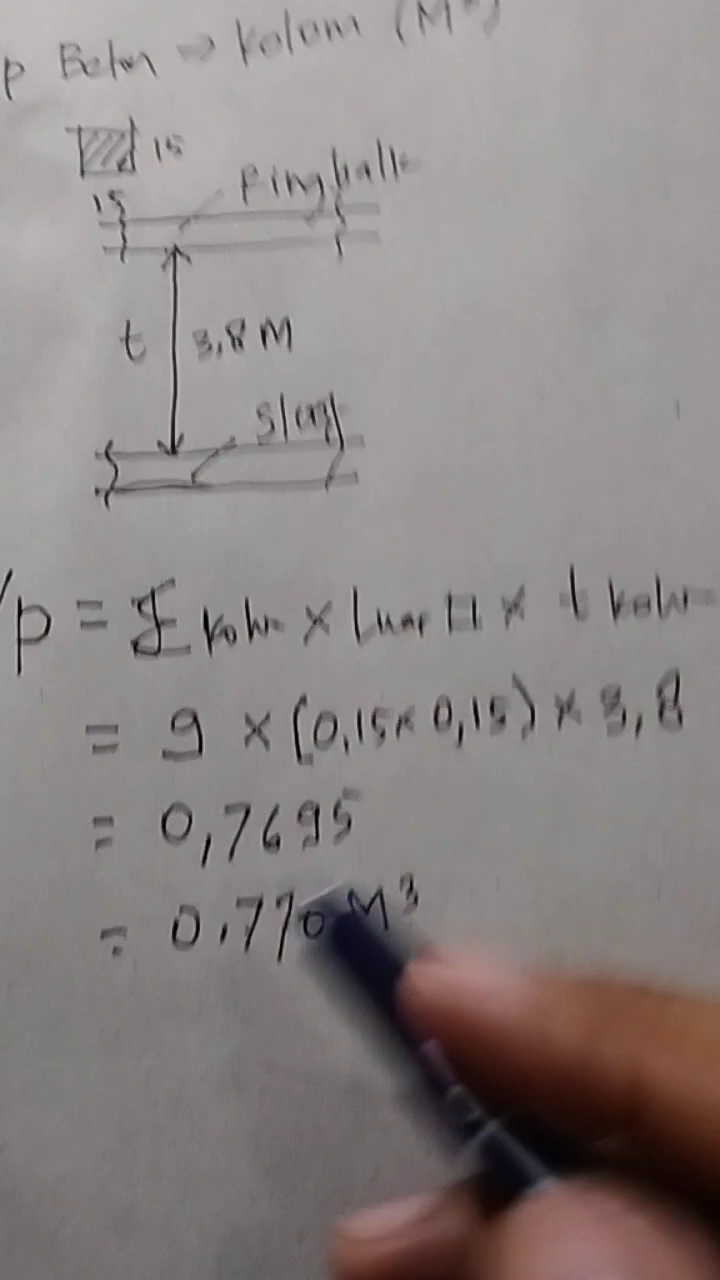 p Beton => Kolom (M³)
15
15
Ringbalk
t 3,8 M
Sloof
Vp = Σ Kolom x Luas □ x t kolom
= 9 x (0,15 x 0,15) x 3,8
= 0,7695
= 0.770 M³